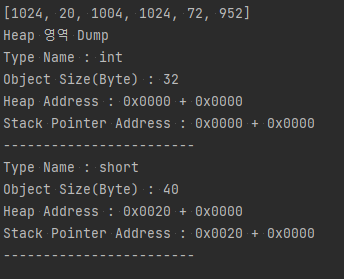 [1024, 20, 1004, 1024, 72, 952]
Heap 영역 Dump
Type Name : int
Object Size(Byte) : 32
Heap Address : 0x0000 + 0x0000
Stack Pointer Address : 0x0000 + 0x0000
------------------------
Type Name : short
Object Size(Byte) : 40
Heap Address : 0x0020 + 0x0000
Stack Pointer Address : 0x0020 + 0x0000
------------------------